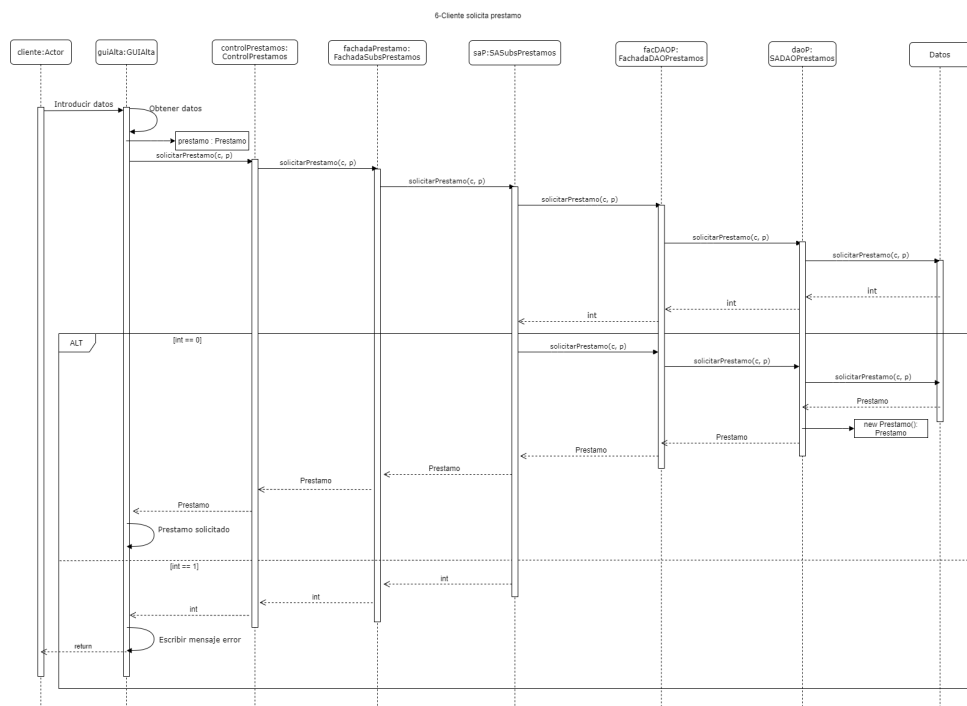 6-Cliente solicita prestamo
cliente:Actor
guiAlta:GUIAlta
controlPrestamos:
ControlPrestamos
fachadaPrestamo:
FachadaSubsPrestamos
saP:SASubsPrestamos
facDAOP:
FachadaDAOPrestamos
daoP:
SADAOPrestamos
Datos
Introducir datos
Obtener datos
prestamo : Prestamo
solicitarPrestamo(c, p)
solicitarPrestamo(c, p)
solicitarPrestamo(c, p)
solicitarPrestamo(c, p)
solicitarPrestamo(c, p)
solicitarPrestamo(c, p)
int
int
int
ALT
[int == 0]
solicitarPrestamo(c, p)
solicitarPrestamo(c, p)
solicitarPrestamo(c, p)
Prestamo
new Prestamo():
Prestamo
Prestamo
Prestamo
Prestamo
Prestamo
Prestamo
Prestamo solicitado
[int == 1]
int
int
int
Escribir mensaje error
return